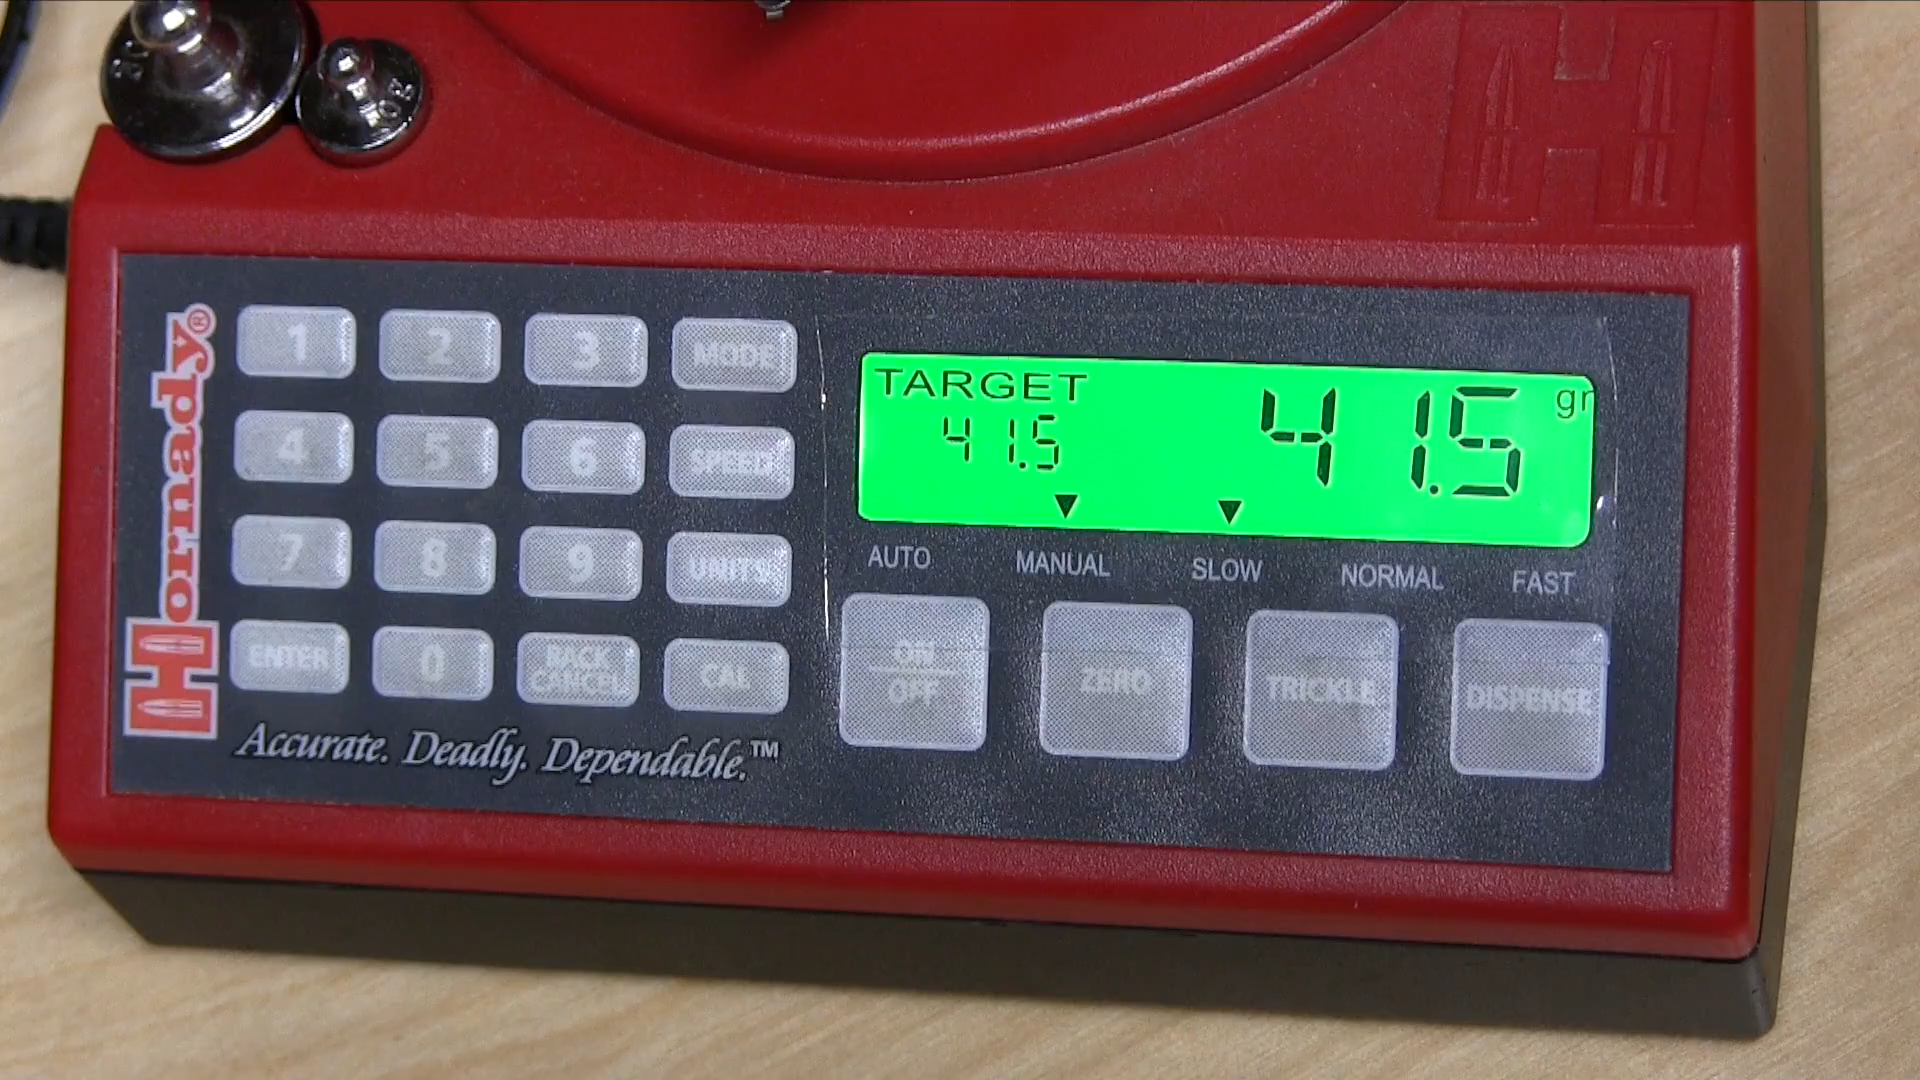 Hornady®
1 2 3 MODE
4 5 6 SPEED
7 8 9 UNITS
ENTER 0 BACK CANCEL CAL
Accurate. Deadly. Dependable.™
TARGET
41.5
41.5 gr
AUTO MANUAL SLOW NORMAL FAST
ON
OFF
ZERO
TRICKLE
DISPENSE